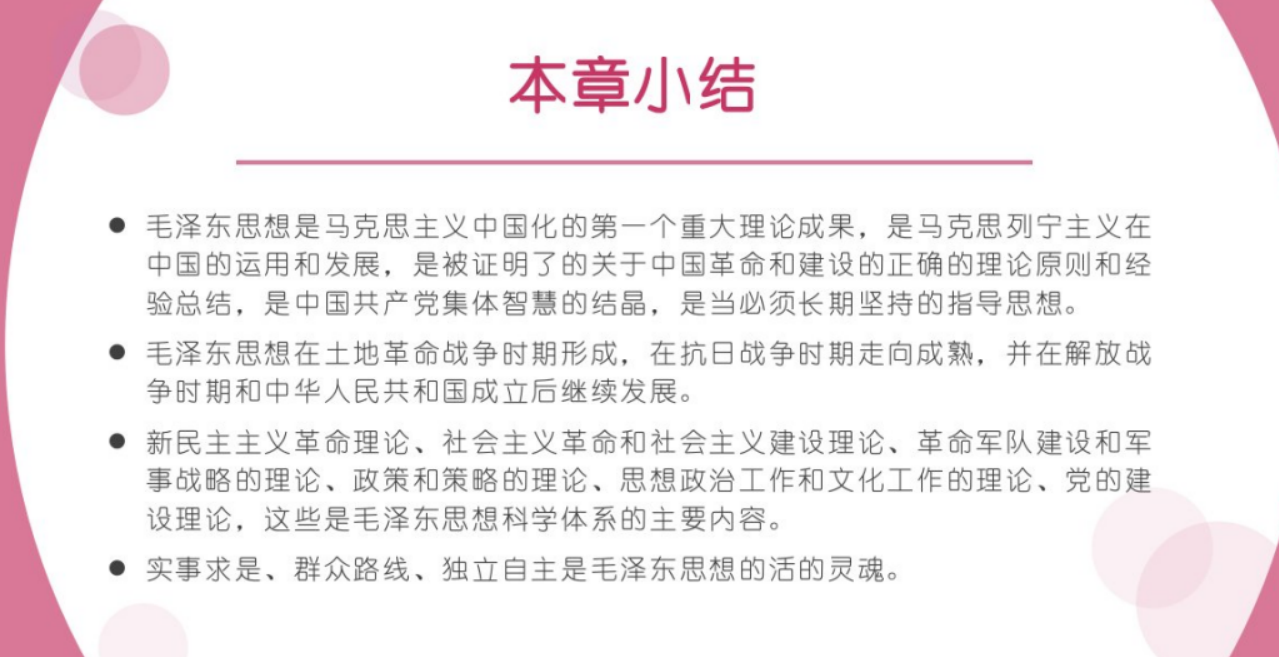 本章小结
● 毛泽东思想是马克思主义中国化的第一个重大理论成果，是马克思列宁主义在
中国的运用和发展，是被证明了的关于中国革命和建设的正确的理论原则和经
验总结，是中国共产党集体智慧的结晶，是当必须长期坚持的指导思想。
● 毛泽东思想在土地革命战争时期形成，在抗日战争时期走向成熟，并在解放战
争时期和中华人民共和国成立后继续发展。
● 新民主主义革命理论、社会主义革命和社会主义建设理论、革命军队建设和军
事战略的理论、政策和策略的理论、思想政治工作和文化工作的理论、党的建
设理论，这些是毛泽东思想科学体系的主要内容。
● 实事求是、群众路线、独立自主是毛泽东思想的活的灵魂。